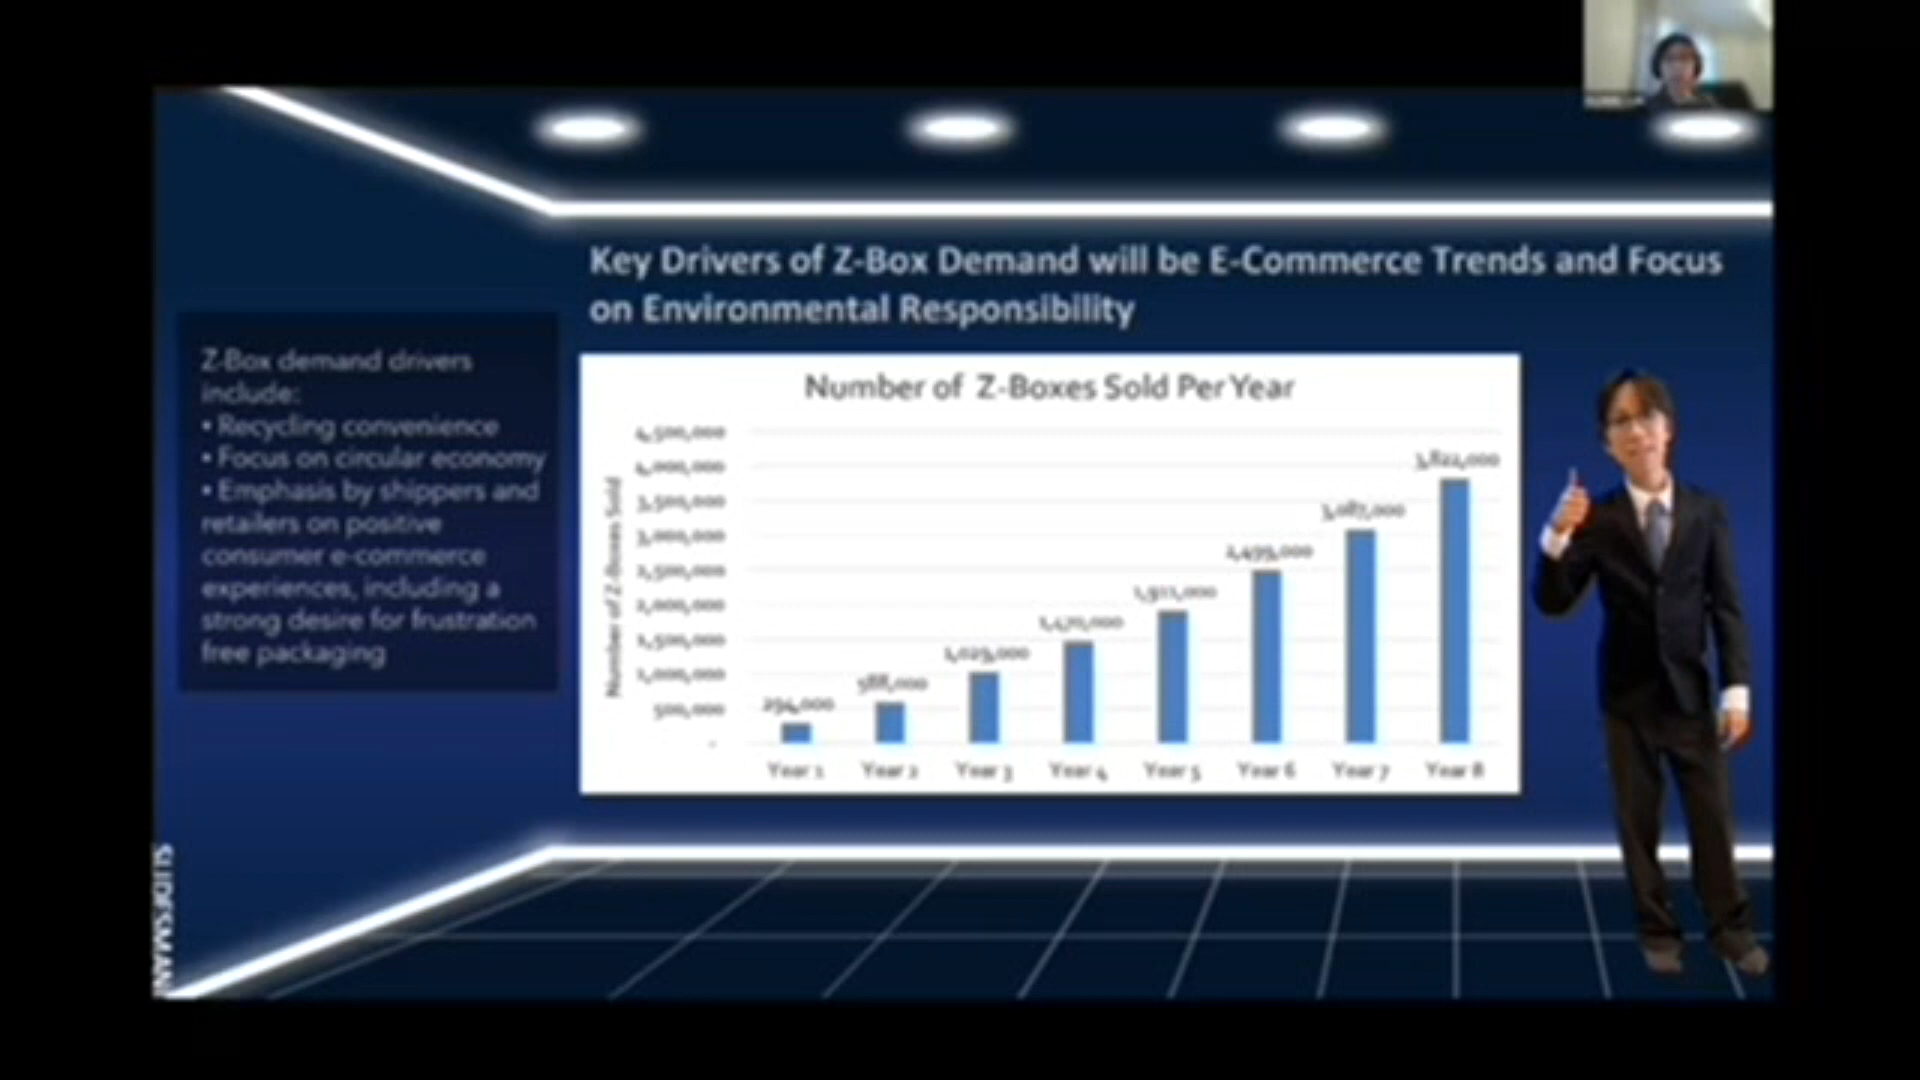 Key Drivers of Z-Box Demand will be E-Commerce Trends and Focus
on Environmental Responsibility
Z-Box demand drivers
include:
• Recycling convenience
• Focus on circular economy
• Emphasis by shippers and
retailers on positive
consumer e-commerce
experiences, including a
strong desire for frustration
free packaging
Number of Z-Boxes Sold Per Year
Number of Z-Boxes Sold
4,500,000
4,000,000
3,500,000
3,000,000
2,500,000
2,000,000
1,500,000
1,000,000
500,000
-
294,000
588,000
1,029,000
1,470,000
1,911,000
2,499,000
3,087,000
3,822,000
Year 1
Year 2
Year 3
Year 4
Year 5
Year 6
Year 7
Year 8
SLIDESMANI